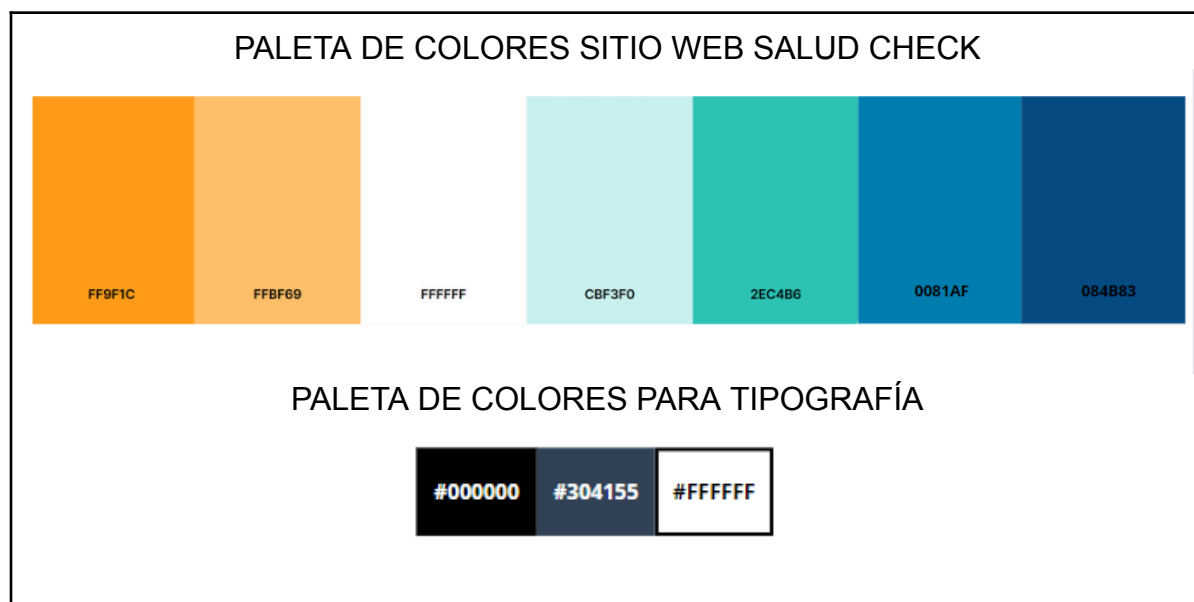 PALETA DE COLORES SITIO WEB SALUD CHECK
FF9F1C FFBF69 FFFFFF CBF3F0 2EC4B6 0081AF 084B83
PALETA DE COLORES PARA TIPOGRAFÍA
#000000 #304155 #FFFFFF